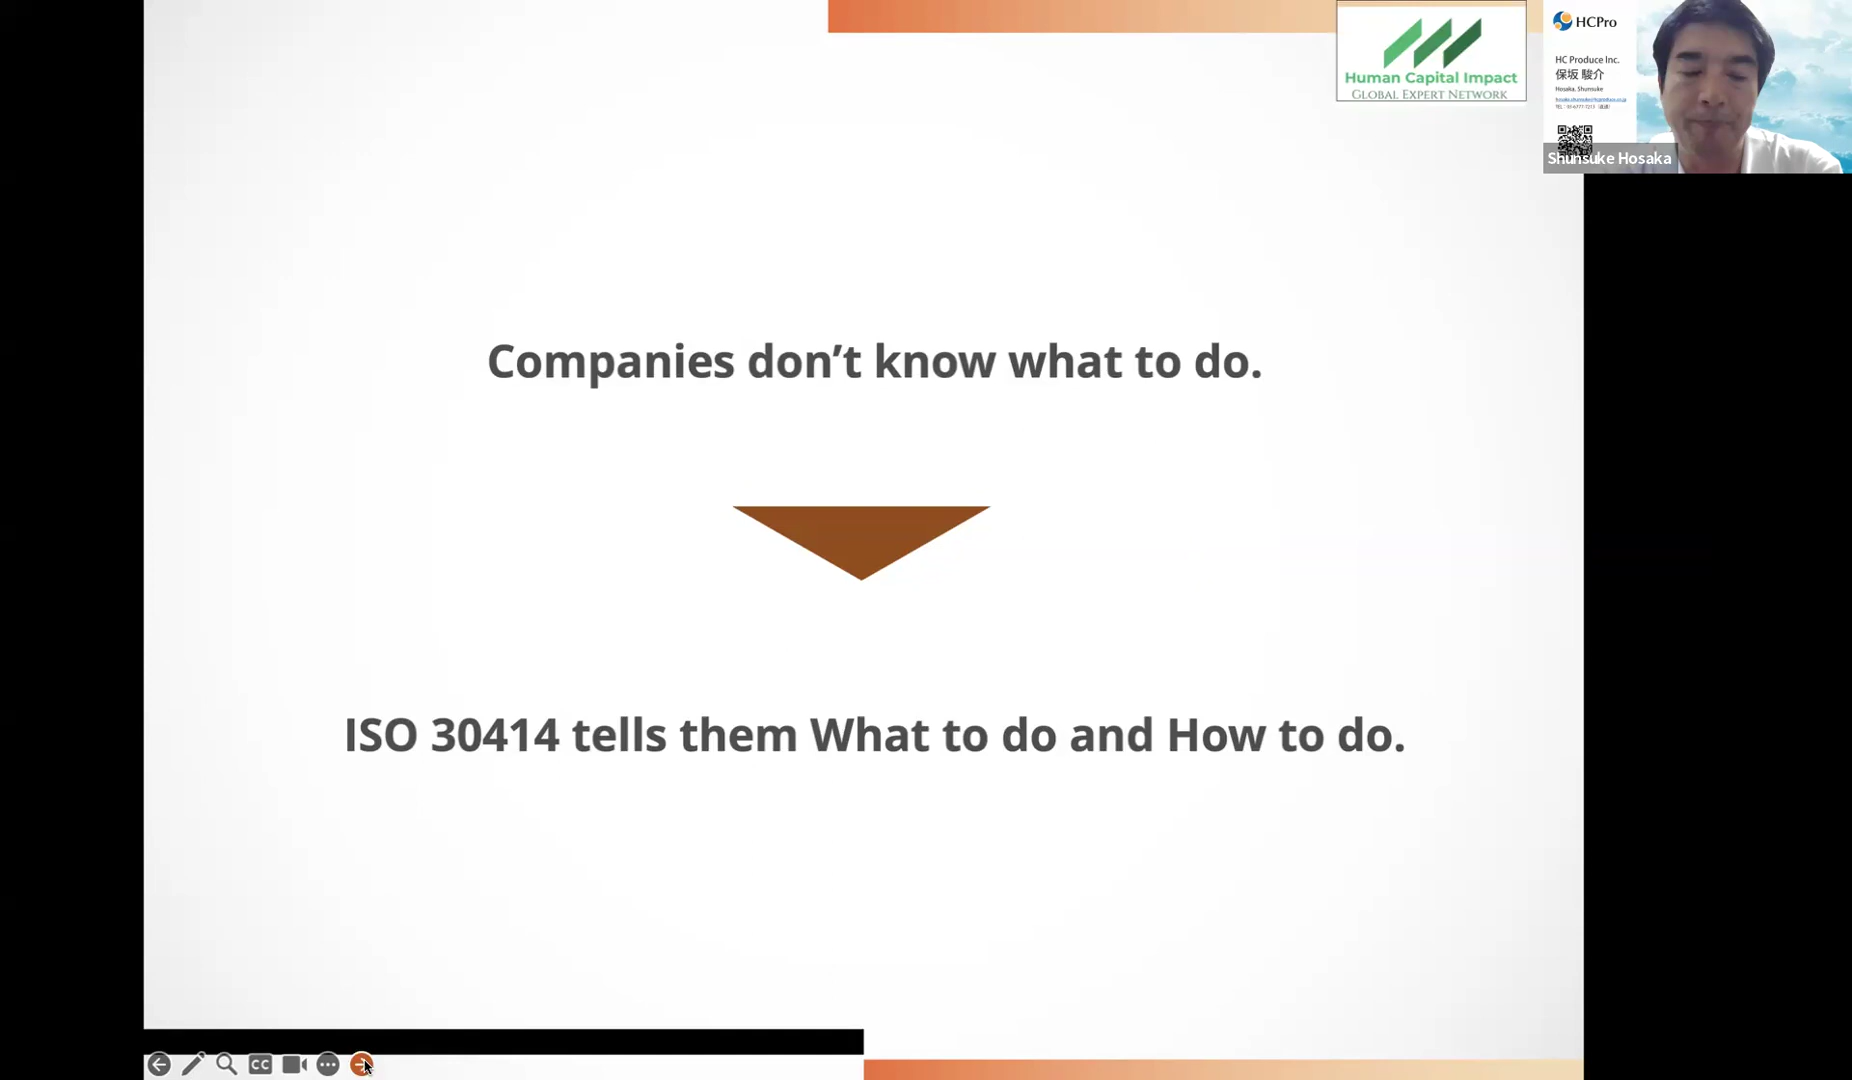 Human Capital Impact
GLOBAL EXPERT NETWORK
HCPro
HC Produce Inc.
保坂 駿介
Hosaka, Shunsuke
Shunsuke Hosaka
Companies don’t know what to do.
ISO 30414 tells them What to do and How to do.
CC